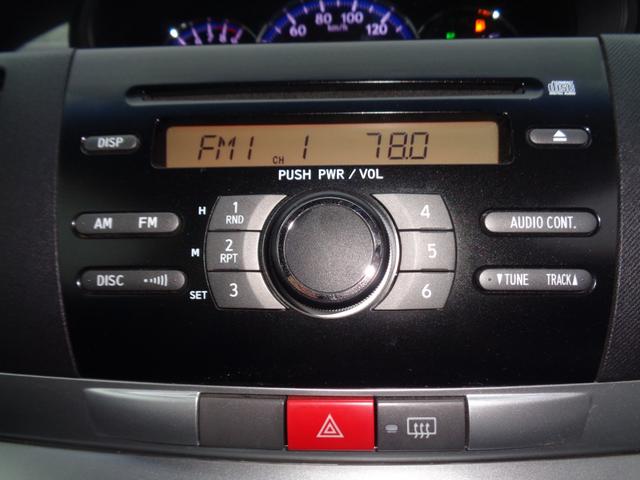 60 80 100 120
km/h
DISC
DISP
FM1 CH 1 78.0
PUSH PWR / VOL
AM FM
H 1 RND
4
AUDIO CONT.
M 2 RPT
5
DISC
SET 3
6
▼TUNE TRACK▲